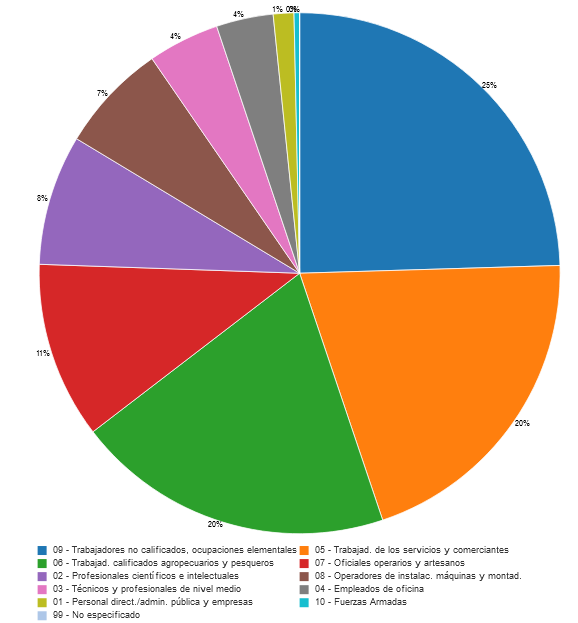 4%
1%
0%
4%
25%
7%
8%
11%
20%
20%
09 - Trabajadores no calificados, ocupaciones elementales
05 - Trabajad. de los servicios y comerciantes
06 - Trabajad. calificados agropecuarios y pesqueros
07 - Oficiales operarios y artesanos
02 - Profesionales científicos e intelectuales
08 - Operadores de instalac. máquinas y montad.
03 - Técnicos y profesionales de nivel medio
04 - Empleados de oficina
01 - Personal direct./admin. pública y empresas
10 - Fuerzas Armadas
99 - No especificado